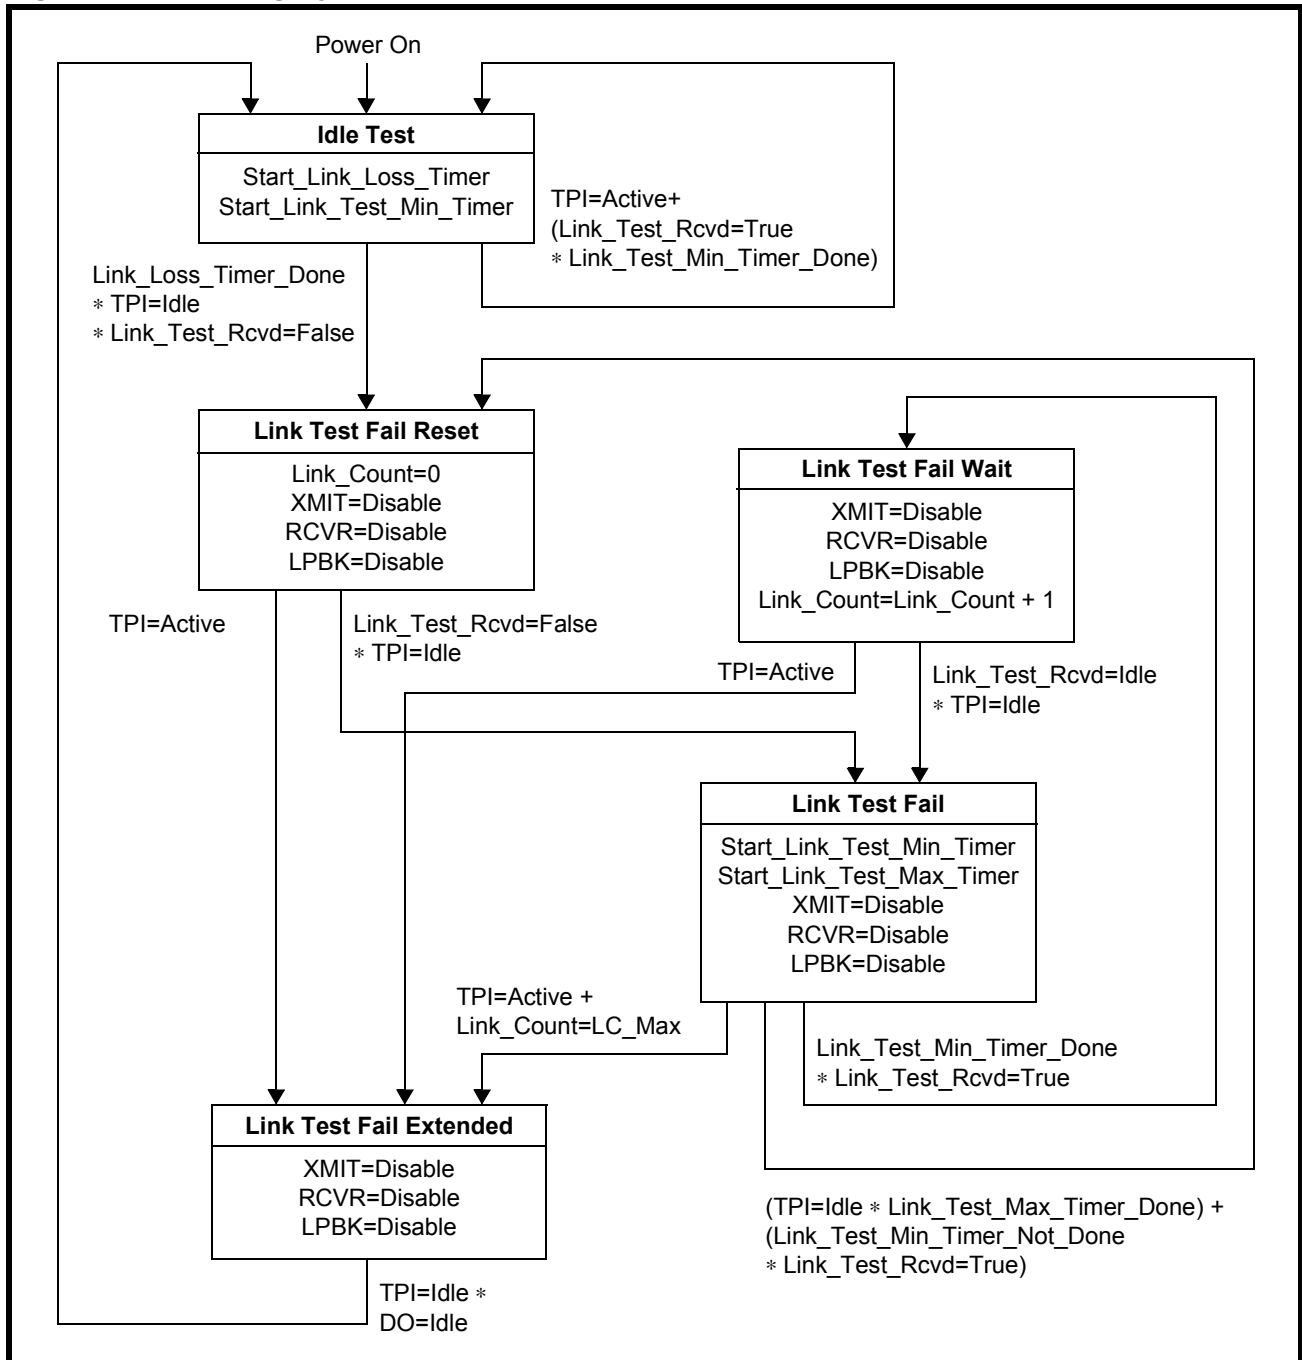 Power On
Idle Test
Start_Link_Loss_Timer
Start_Link_Test_Min_Timer
TPI=Active+
(Link_Test_Rcvd=True
∗ Link_Test_Min_Timer_Done)
Link_Loss_Timer_Done
∗ TPI=Idle
∗ Link_Test_Rcvd=False
Link Test Fail Reset
Link_Count=0
XMIT=Disable
RCVR=Disable
LPBK=Disable
Link Test Fail Wait
XMIT=Disable
RCVR=Disable
LPBK=Disable
Link_Count=Link_Count + 1
TPI=Active
Link_Test_Rcvd=False
∗ TPI=Idle
TPI=Active
Link_Test_Rcvd=Idle
∗ TPI=Idle
Link Test Fail
Start_Link_Test_Min_Timer
Start_Link_Test_Max_Timer
XMIT=Disable
RCVR=Disable
LPBK=Disable
TPI=Active +
Link_Count=LC_Max
Link_Test_Min_Timer_Done
∗ Link_Test_Rcvd=True
Link Test Fail Extended
XMIT=Disable
RCVR=Disable
LPBK=Disable
(TPI=Idle ∗ Link_Test_Max_Timer_Done) +
(Link_Test_Min_Timer_Not_Done
∗ Link_Test_Rcvd=True)
TPI=Idle ∗
DO=Idle